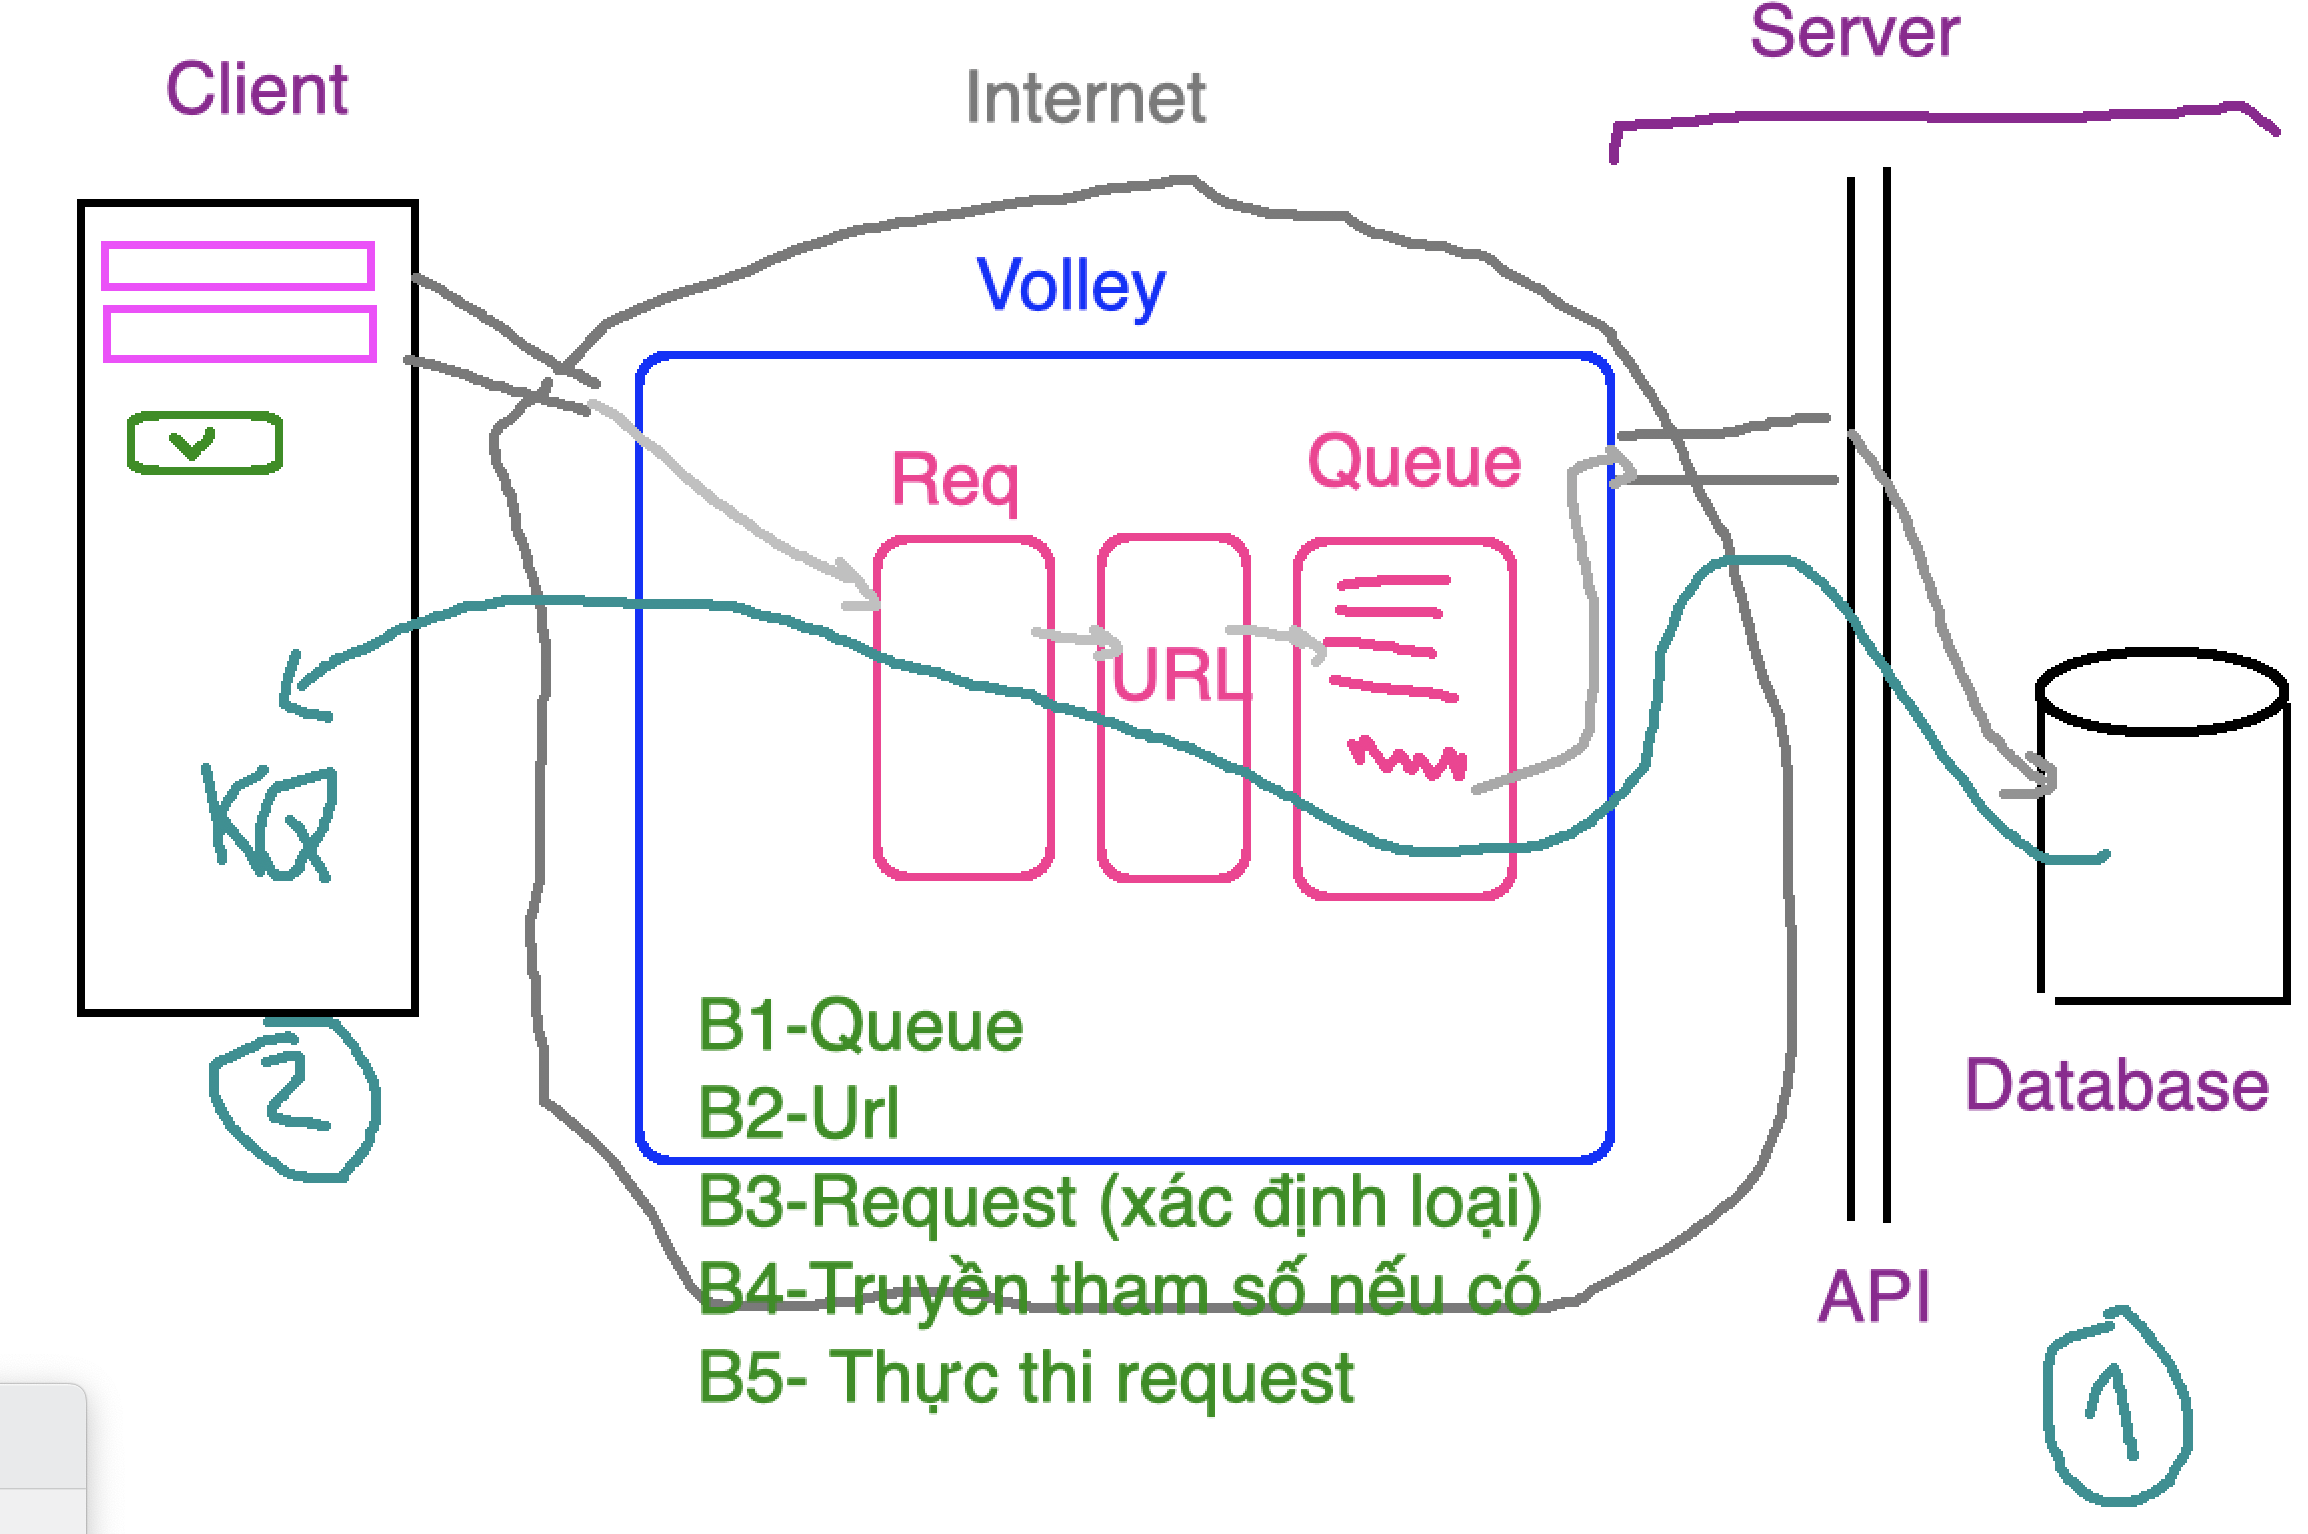 Server
Client
Internet
Volley
Req
Queue
URL
KQ
B1-Queue
B2-Url
B3-Request (xác định loại)
B4-Truyền tham số nếu có
B5- Thực thi request
Database
API
2
1